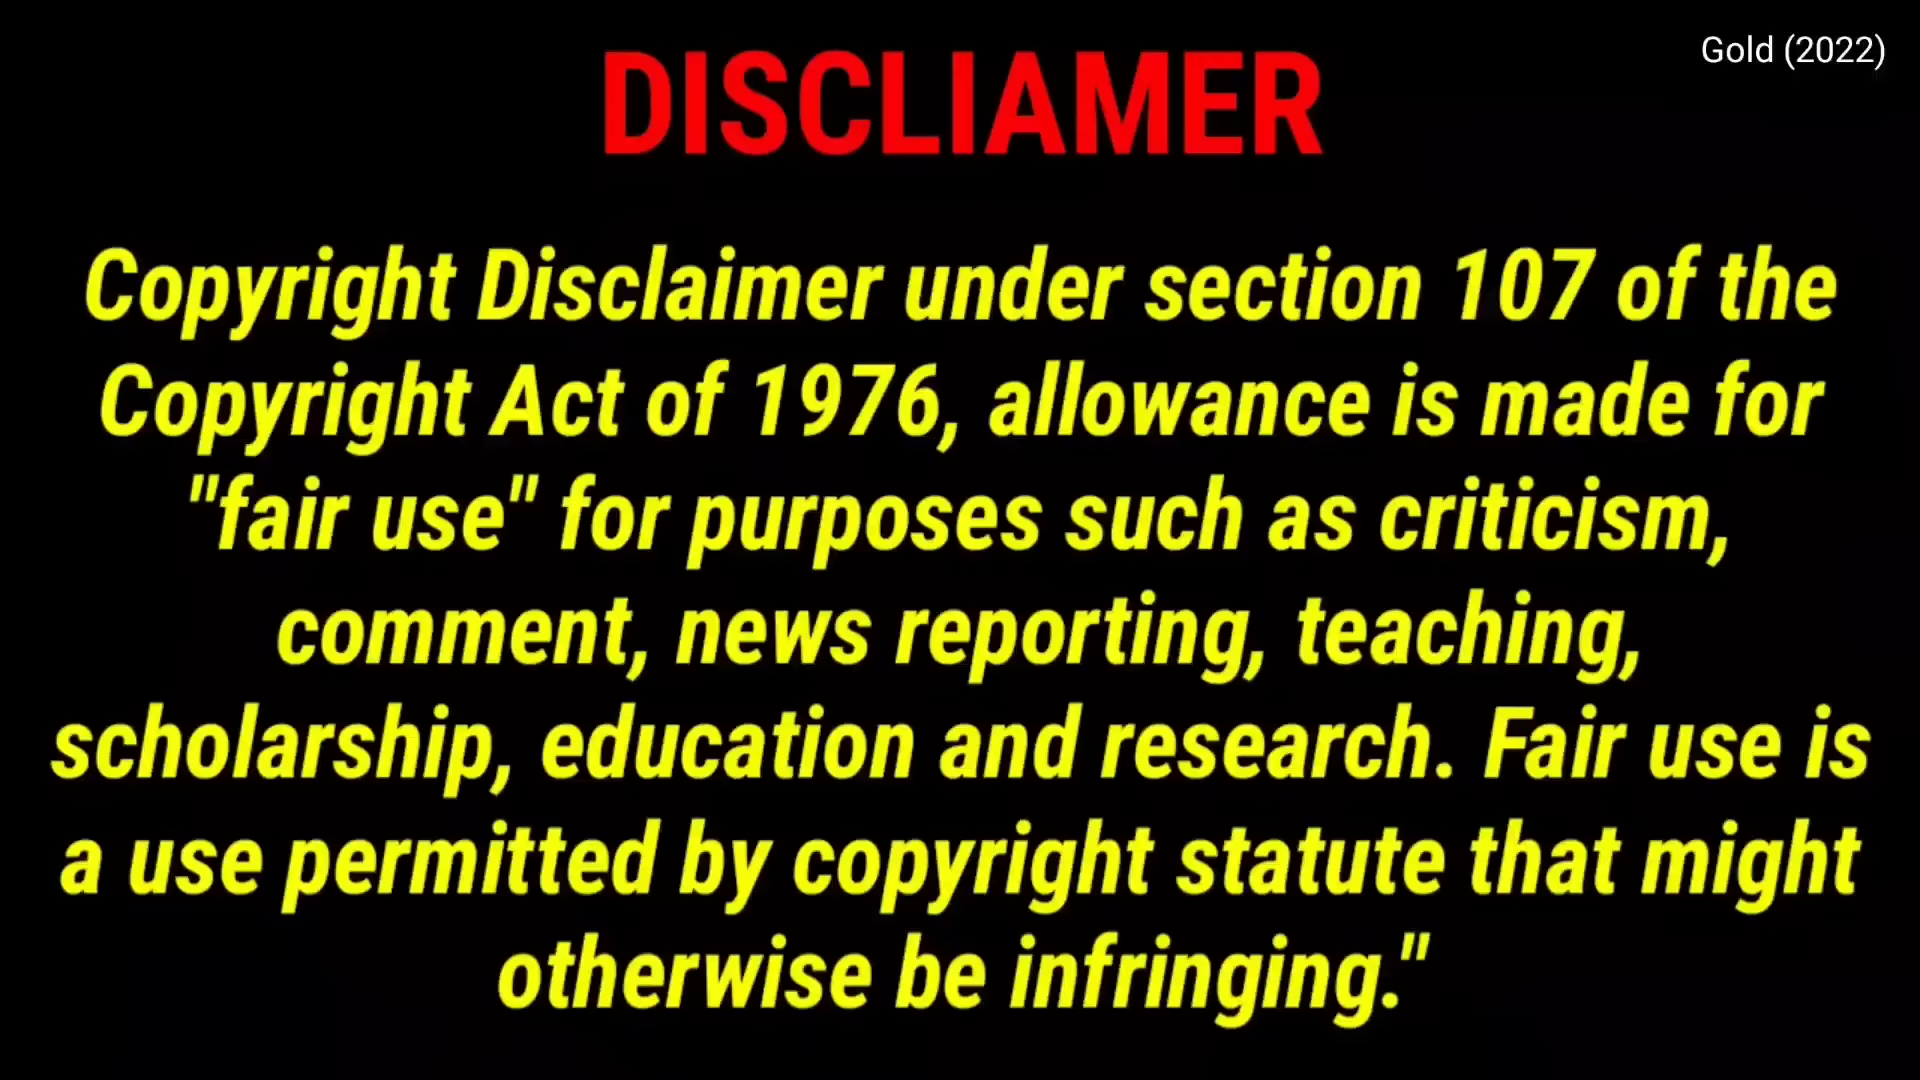 Gold (2022)
DISCLIAMER
Copyright Disclaimer under section 107 of the
Copyright Act of 1976, allowance is made for
"fair use" for purposes such as criticism,
comment, news reporting, teaching,
scholarship, education and research. Fair use is
a use permitted by copyright statute that might
otherwise be infringing."